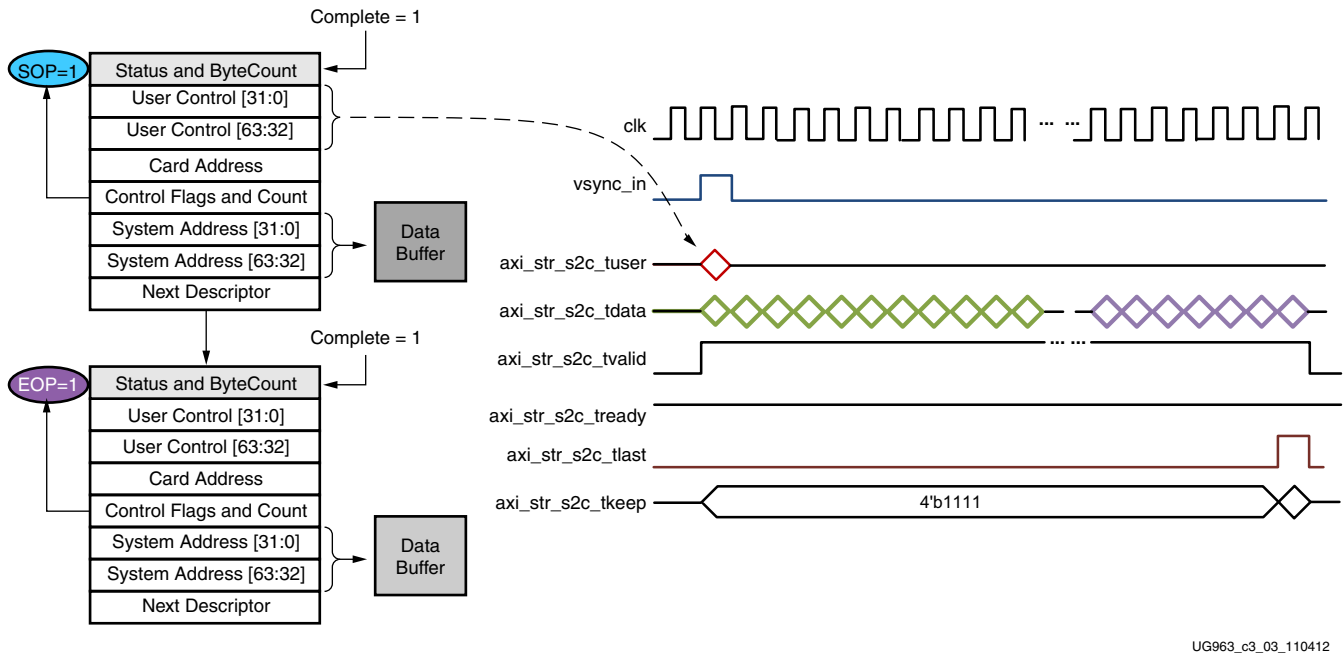 Complete = 1
SOP=1
Status and ByteCount
User Control [31:0]
User Control [63:32]
Card Address
Control Flags and Count
System Address [31:0]
System Address [63:32]
Next Descriptor
Data
Buffer
Complete = 1
EOP=1
Status and ByteCount
User Control [31:0]
User Control [63:32]
Card Address
Control Flags and Count
System Address [31:0]
System Address [63:32]
Next Descriptor
Data
Buffer
clk
... ...
vsync_in
axi_str_s2c_tuser
axi_str_s2c_tdata
axi_str_s2c_tvalid
... ...
axi_str_s2c_tready
axi_str_s2c_tlast
axi_str_s2c_tkeep
4'b1111
UG963_c3_03_110412